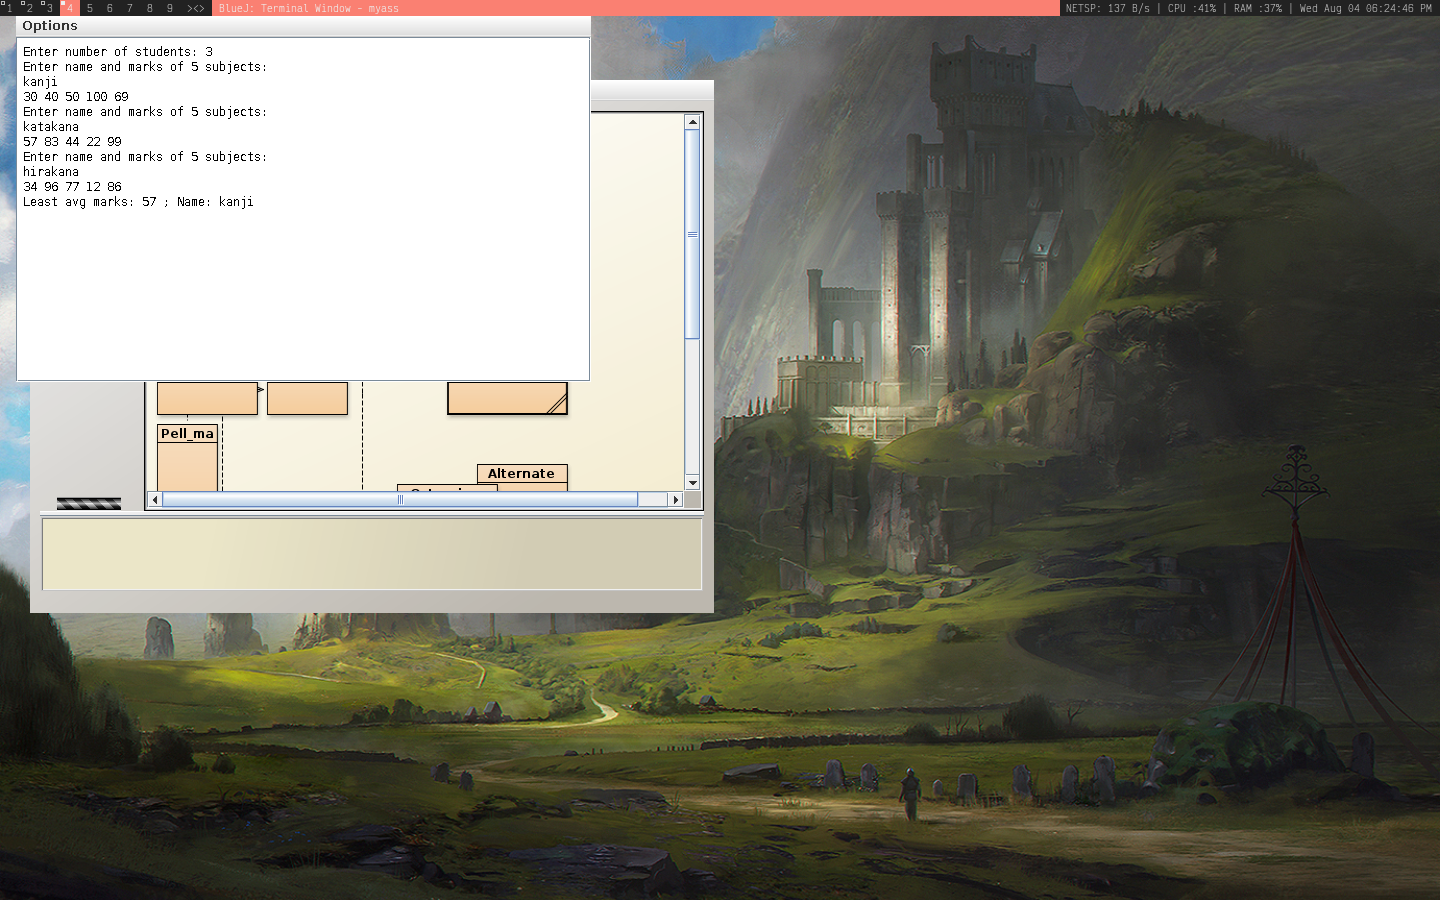 1 2 3 4 5 6 7 8 9 ><> BlueJ: Terminal Window - myass NETSP: 137 B/s | CPU :41% | RAM :37% | Wed Aug 04 06:24:46 PM
Options
Enter number of students: 3
Enter name and marks of 5 subjects:
kanji
30 40 50 100 69
Enter name and marks of 5 subjects:
katakana
57 83 44 22 99
Enter name and marks of 5 subjects:
hirakana
34 96 77 12 86
Least avg marks: 57 ; Name: kanji
Pell_ma
Alternate